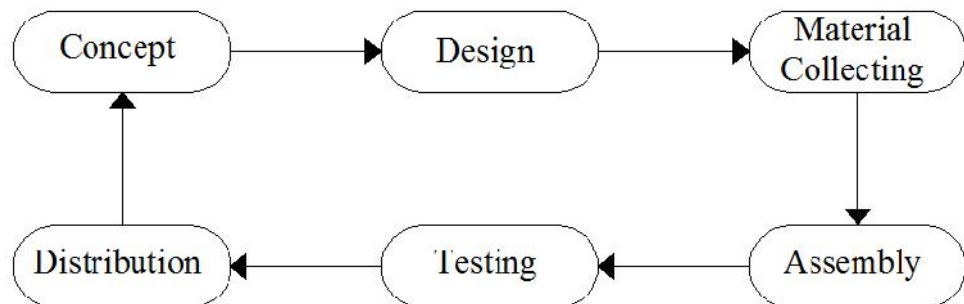 Concept
Design
Material
Collecting
Distribution
Testing
Assembly